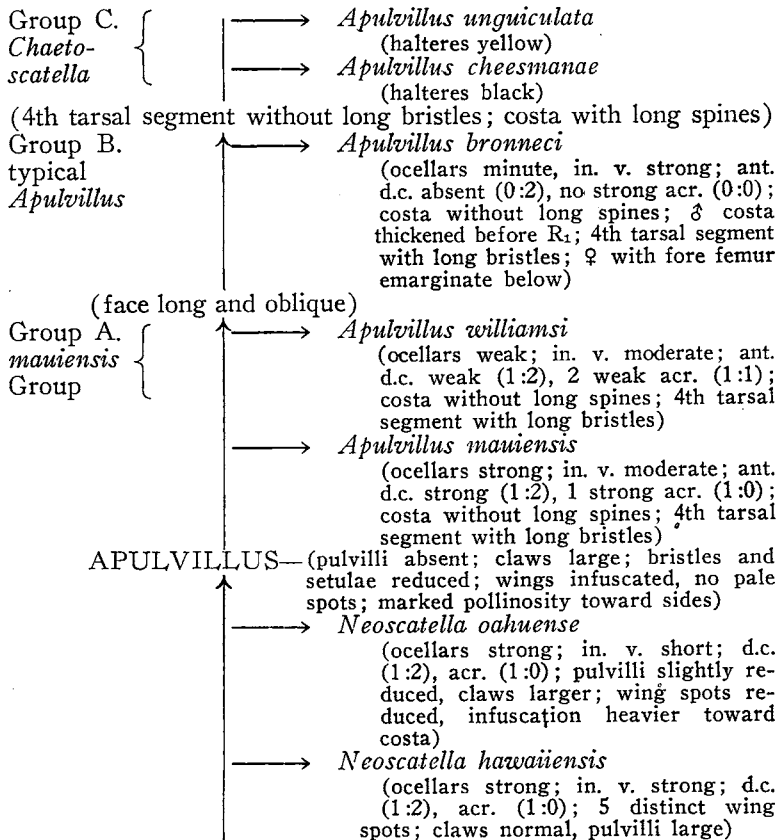 Group C.
Chaeto-
scatella
Apulvillus unguiculata
(halteres yellow)
Apulvillus cheesmanae
(halteres black)
(4th tarsal segment without long bristles; costa with long spines)
Group B.
typical
Apulvillus
Apulvillus bronneci
(ocellars minute, in. v. strong; ant.
d.c. absent (0:2), no strong acr. (0:0);
costa without long spines; ♂ costa
thickened before R₁; 4th tarsal segment
with long bristles; ♀ with fore femur
emarginate below)
(face long and oblique)
Group A.
mauiensis
Group
Apulvillus williamsi
(ocellars weak; in. v. moderate; ant.
d.c. weak (1:2), 2 weak acr. (1:1);
costa without long spines; 4th tarsal
segment with long bristles)
Apulvillus mauiensis
(ocellars strong; in. v. moderate; ant.
d.c. strong (1:2), 1 strong acr. (1:0);
costa without long spines; 4th tarsal
segment with long bristles)
APULVILLUS—(pulvilli absent; claws large; bristles and
setulae reduced; wings infuscated, no pale
spots; marked pollinosity toward sides)
Neoscatella oahuense
(ocellars strong; in. v. short; d.c.
(1:2), acr. (1:0); pulvilli slightly re-
duced, claws larger; wing spots re-
duced, infuscation heavier toward
costa)
Neoscatella hawaiiensis
(ocellars strong; in. v. strong; d.c.
(1:2), acr. (1:0); 5 distinct wing
spots; claws normal, pulvilli large)